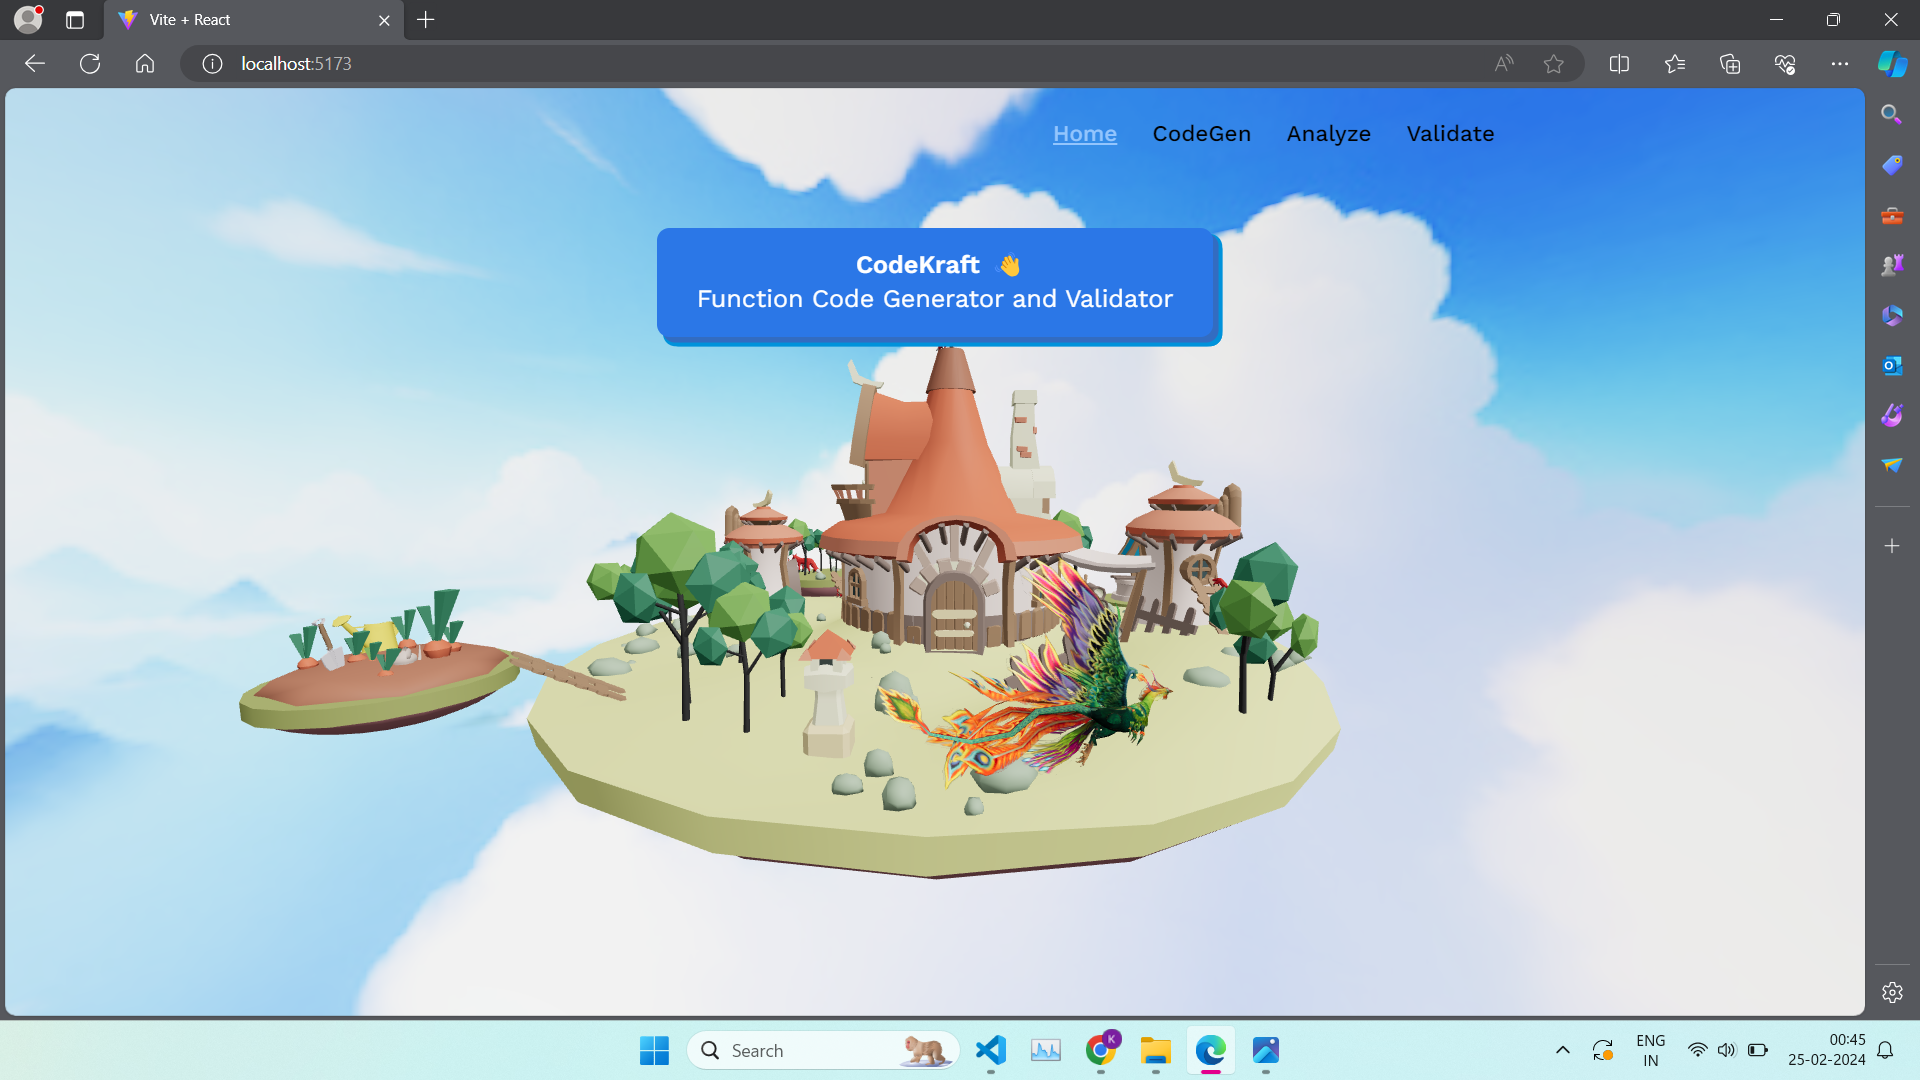 Vite + React
localhost:5173
Home CodeGen Analyze Validate
CodeKraft 👋
Function Code Generator and Validator
Search
K
ENG
IN
00:45
25-02-2024